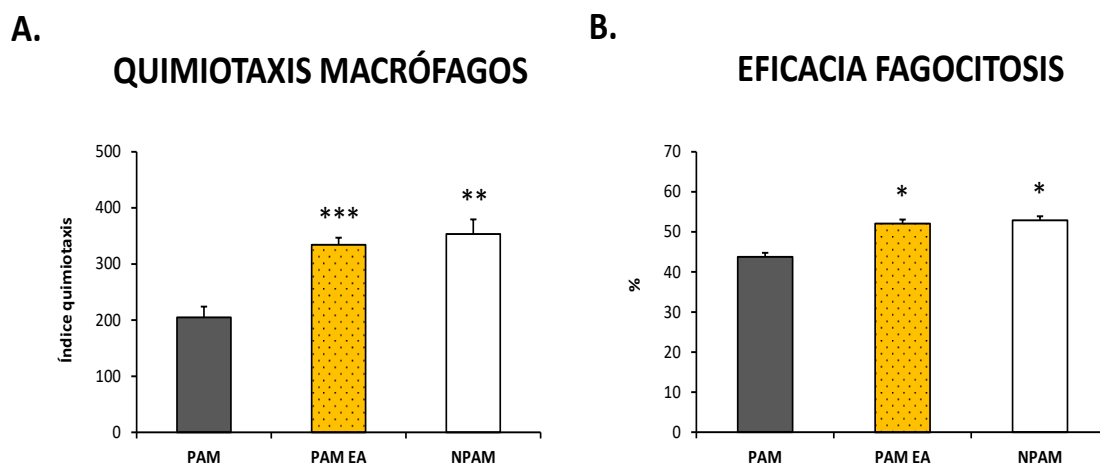 A.
QUIMIOTAXIS MACRÓFAGOS
Índice quimiotaxis
500
400
300
200
100
0
***
**
PAM
PAM EA
NPAM
B.
EFICACIA FAGOCITOSIS
%
70
60
50
40
30
20
10
0
*
*
PAM
PAM EA
NPAM